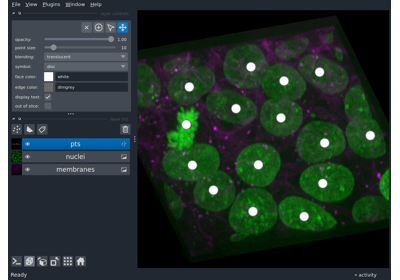 File View Plugins Window Help
opacity: 1.00
point size: 10
blending: translucent
symbol: disc
face color: white
edge color: dimgrey
display text:
out of slice:
pts
nuclei
membranes
Ready
activity